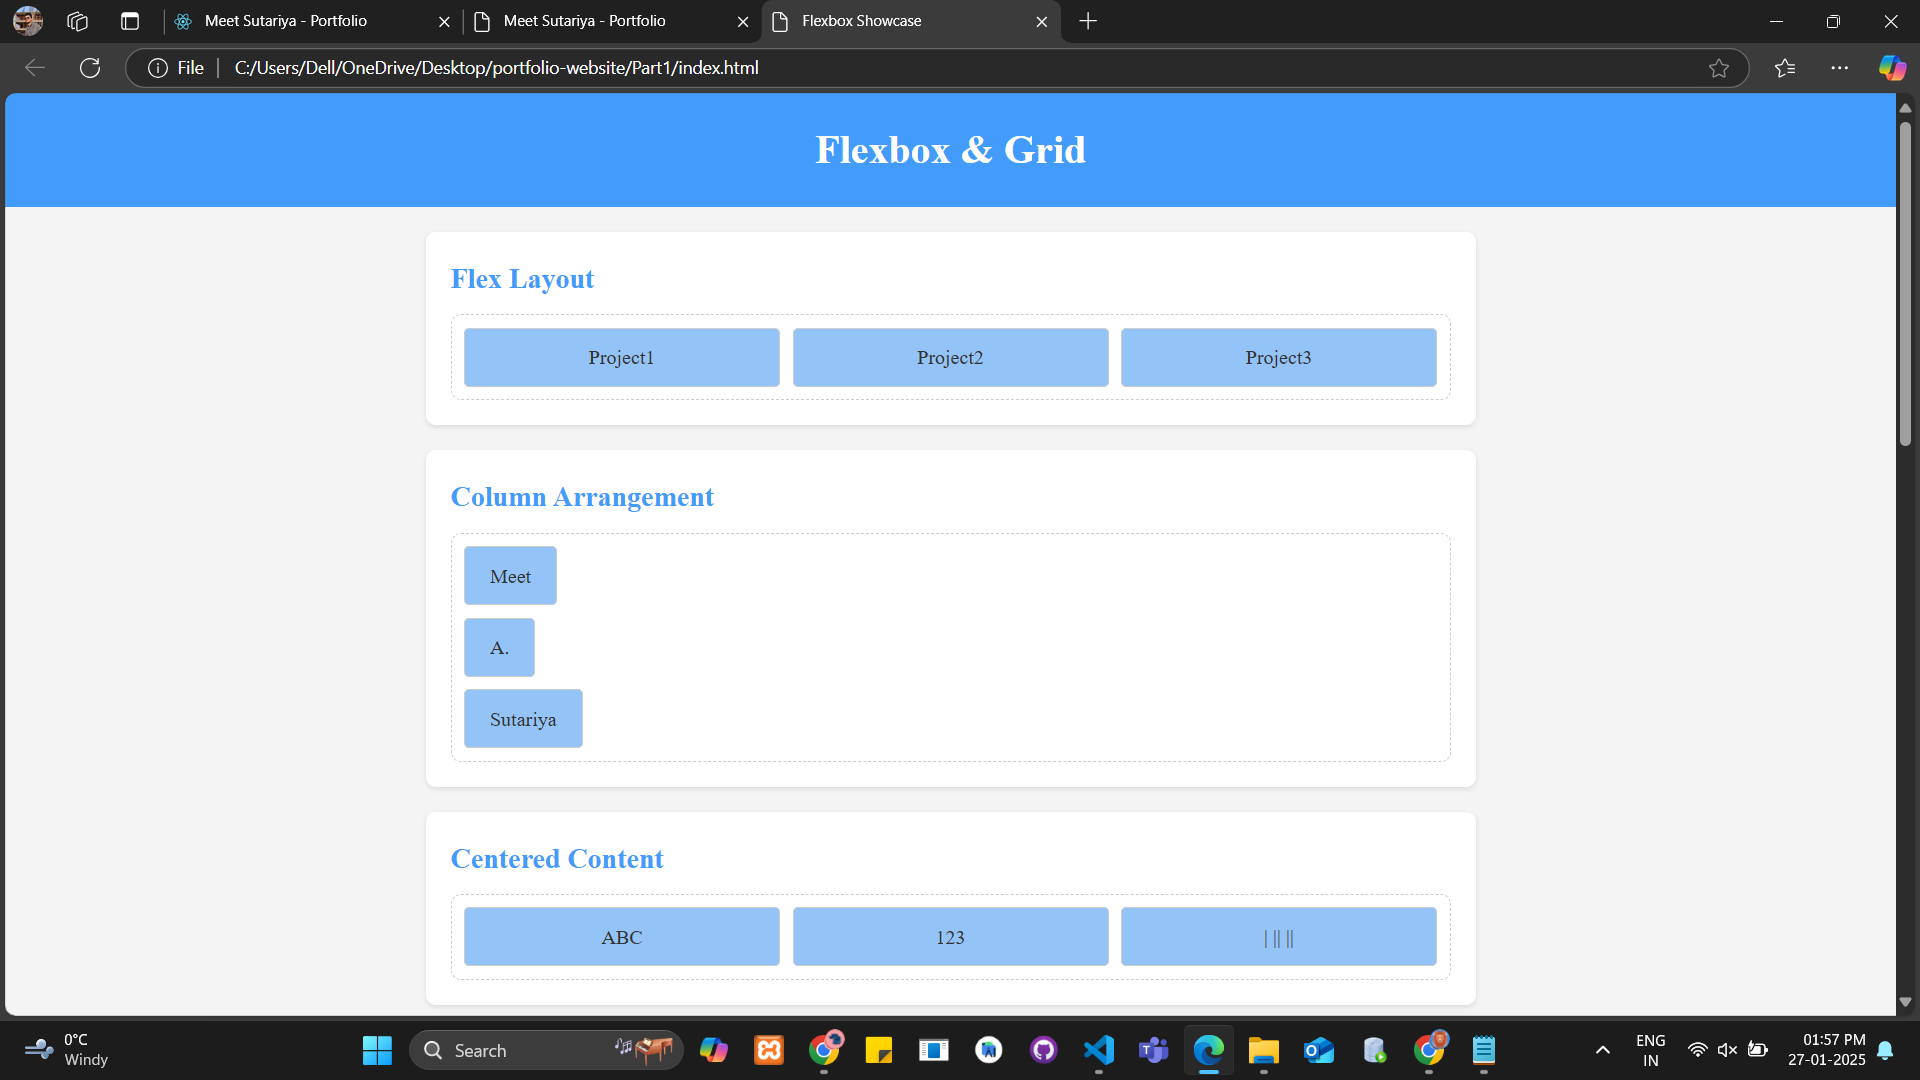 Meet Sutariya - Portfolio
Meet Sutariya - Portfolio
Flexbox Showcase
File
C:/Users/Dell/OneDrive/Desktop/portfolio-website/Part1/index.html
Flexbox & Grid
Flex Layout
Project1
Project2
Project3
Column Arrangement
Meet
A.
Sutariya
Centered Content
ABC
123
| || ||
0°C
Windy
Search
ENG
IN
01:57 PM
27-01-2025